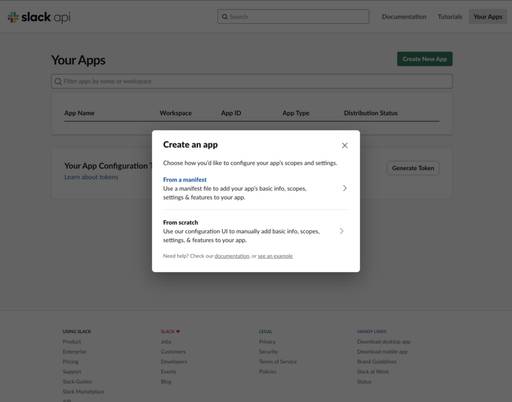 slack api
Search
Documentation
Tutorials
Your Apps
Your Apps
Create New App
Filter apps by name or workspace
App Name
Workspace
App ID
App Type
Distribution Status
Create an app
Choose how you'd like to configure your app's scopes and settings.
From a manifest
Use a manifest file to add your app's basic info, scopes,
settings & features to your app.
From scratch
Use our configuration UI to manually add basic info, scopes,
settings, & features to your app.
Need help? Check our documentation, or see an example
Your App Configuration T
Learn about tokens
Generate Token
USING SLACK
Product
Enterprise
Pricing
Support
Slack Guides
Slack Marketplace
API
SLACK ♥
Jobs
Customers
Developers
Events
Blog
LEGAL
Privacy
Security
Terms of Service
Policies
HANDY LINKS
Download desktop app
Download mobile app
Brand Guidelines
Slack at Work
Status